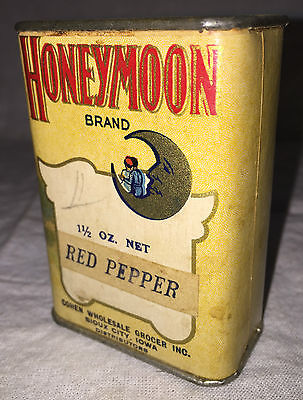 HONEYMOON
BRAND
1½ OZ. NET
RED PEPPER
COHEN WHOLESALE GROCER INC.
SIOUX CITY, IOWA
DISTRIBUTORS